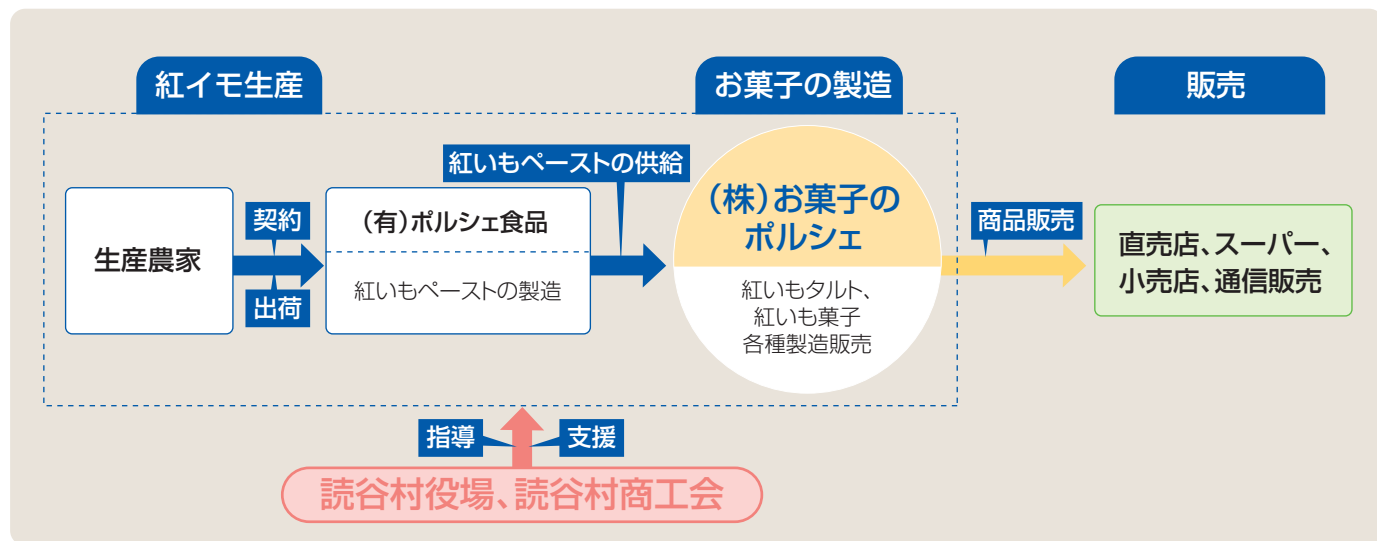 紅イモ生産
お菓子の製造
販売
紅いもペーストの供給
生産農家
契約
出荷
(有)ポルシェ食品
紅いもペーストの製造
(株)お菓子の
ポルシェ
紅いもタルト、
紅いも菓子
各種製造販売
商品販売
直売店、スーパー、
小売店、通信販売
指導
支援
読谷村役場、読谷村商工会